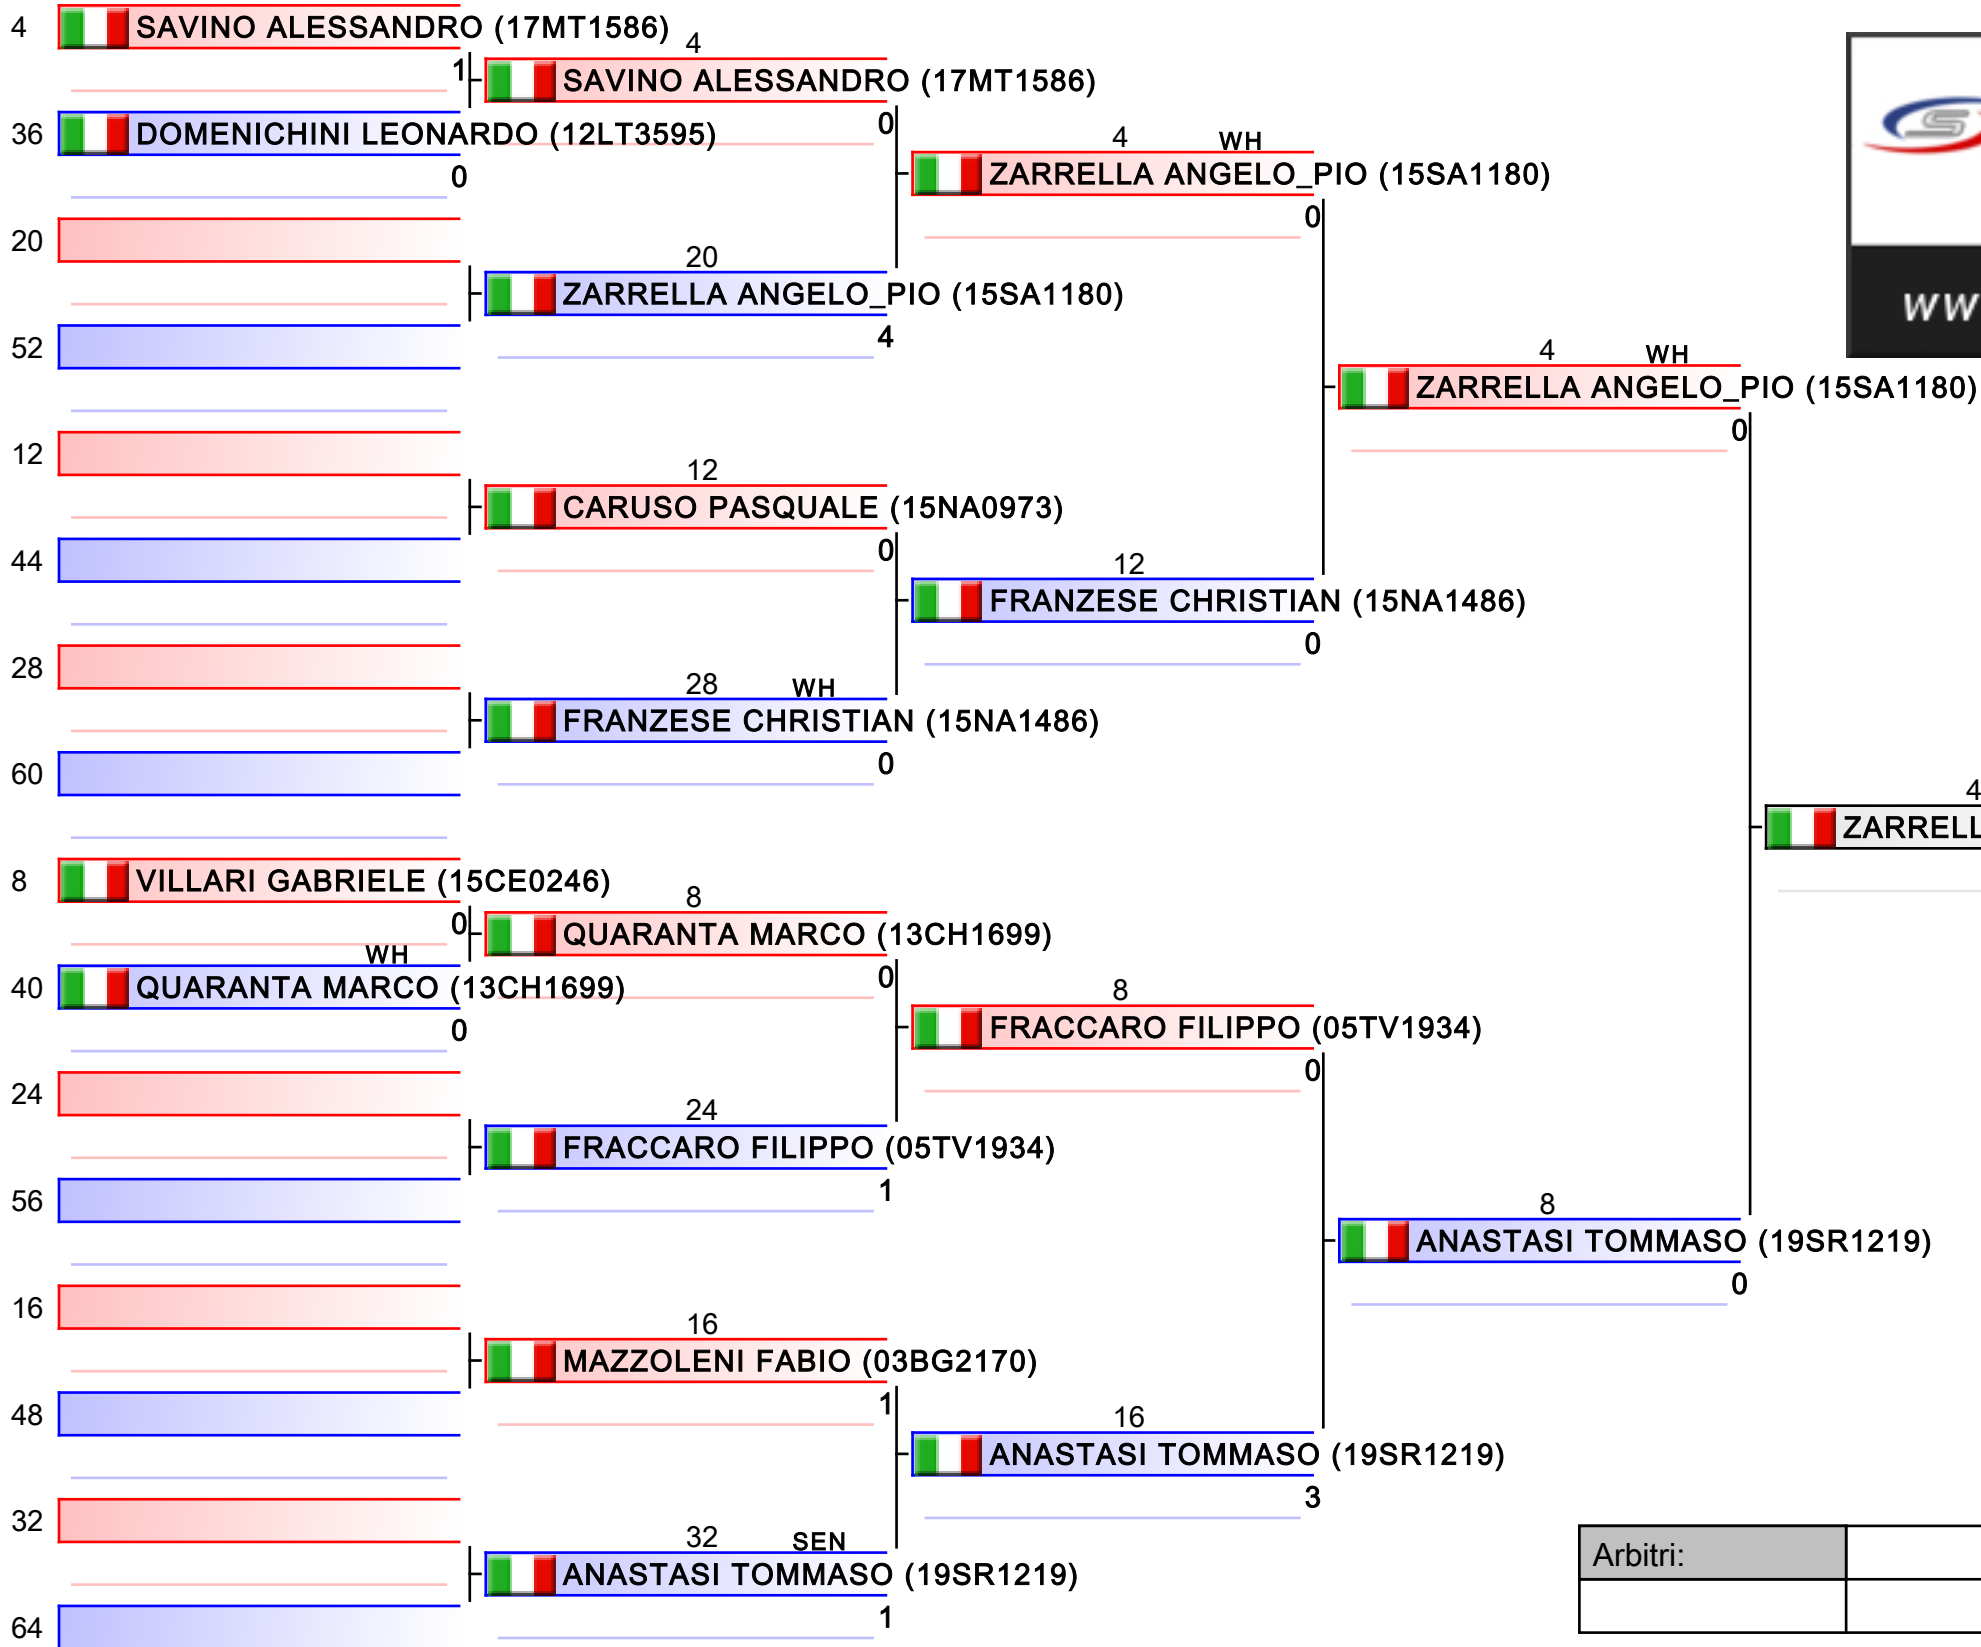 4 SAVINO ALESSANDRO (17MT1586)
1
36 DOMENICHINI LEONARDO (12LT3595)
0
20
52
12
44
28
60
8 VILLARI GABRIELE (15CE0246)
0
WH
40 QUARANTA MARCO (13CH1699)
0
24
56
16
48
32
64
4
SAVINO ALESSANDRO (17MT1586)
0
20
ZARRELLA ANGELO_PIO (15SA1180)
4
12
CARUSO PASQUALE (15NA0973)
0
28 WH
FRANZESE CHRISTIAN (15NA1486)
0
8
QUARANTA MARCO (13CH1699)
0
24
FRACCARO FILIPPO (05TV1934)
1
16
MAZZOLENI FABIO (03BG2170)
1
32 SEN
ANASTASI TOMMASO (19SR1219)
1
4 WH
ZARRELLA ANGELO_PIO (15SA1180)
0
12
FRANZESE CHRISTIAN (15NA1486)
0
8
FRACCARO FILIPPO (05TV1934)
0
16
ANASTASI TOMMASO (19SR1219)
3
4 WH
ZARRELLA ANGELO_PIO (15SA1180)
0
8
ANASTASI TOMMASO (19SR1219)
0
4
ZARRELL
S
WW
Arbitri: